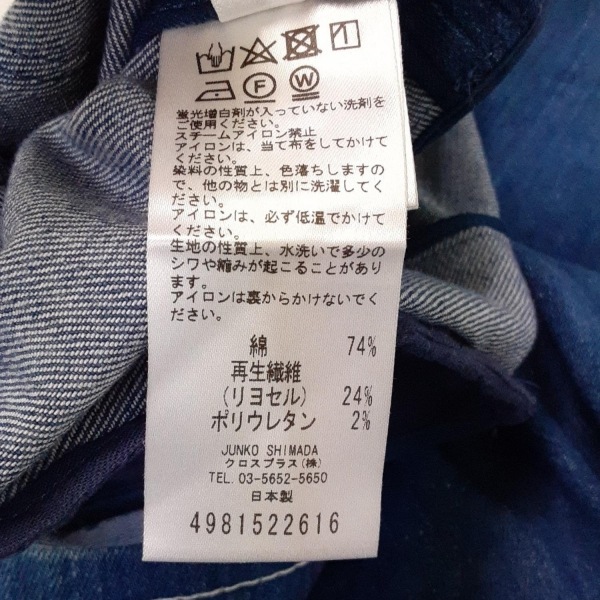 F W
蛍光増白剤が入っていない洗剤を
ご使用ください。
スチームアイロン禁止
アイロンは、当て布をしてかけて
ください。
染料の性質上、色落ちしますの
で、他の物とは別に洗濯してく
ださい。
アイロンは、必ず低温でかけて
ください。
生地の性質上、水洗いで多少の
シワや縮みが起こることがあり
ます。
アイロンは裏からかけないでく
ださい。
綿 74%
再生繊維
(リヨセル) 24%
ポリウレタン 2%
JUNKO SHIMADA
クロスプラス(株)
TEL. 03-5652-5650
日本製
4981522616